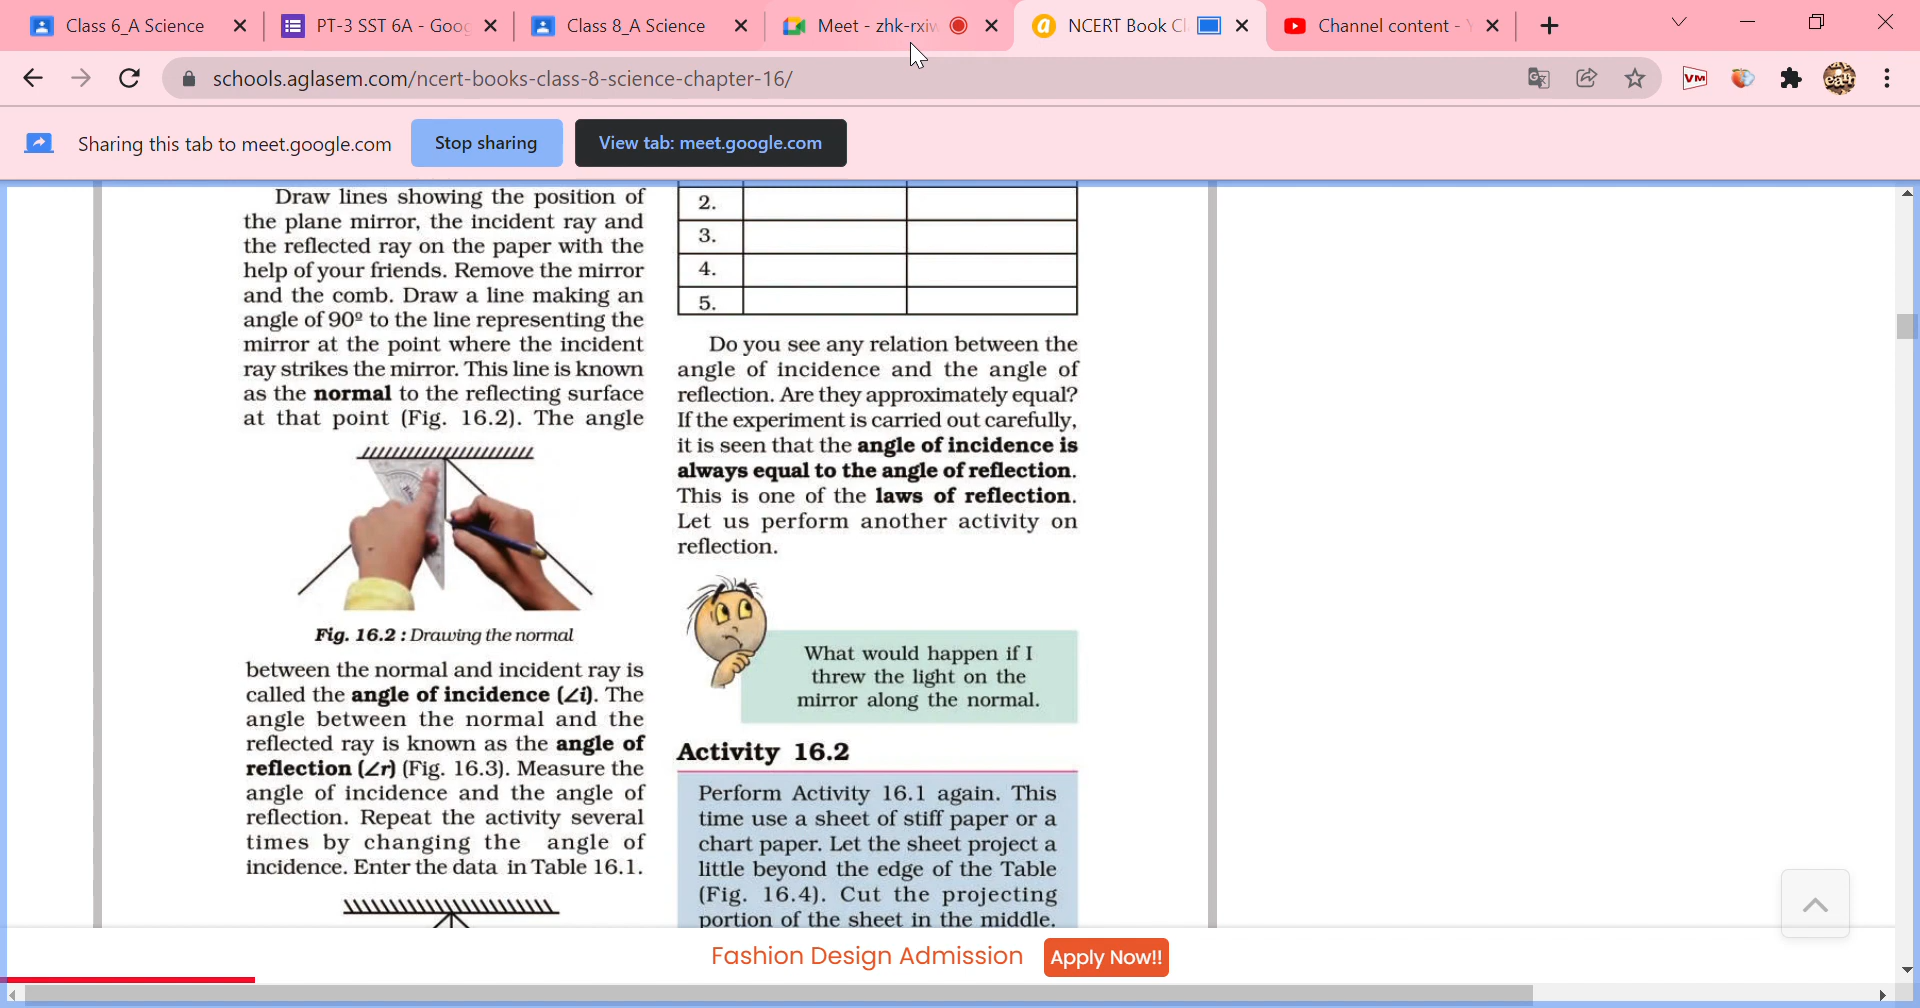 Class 6_A Science
PT-3 SST 6A - Goog
Class 8_A Science
Meet - zhk-rxiw
NCERT Book Cl
Channel content - Y
schools.aglasem.com/ncert-books-class-8-science-chapter-16/
VM
Sharing this tab to meet.google.com
Stop sharing
View tab: meet.google.com
Draw lines showing the position of
the plane mirror, the incident ray and
the reflected ray on the paper with the
help of your friends. Remove the mirror
and the comb. Draw a line making an
angle of 90º to the line representing the
mirror at the point where the incident
ray strikes the mirror. This line is known
as the normal to the reflecting surface
at that point (Fig. 16.2). The angle
Fig. 16.2 : Drawing the normal
between the normal and incident ray is
called the angle of incidence (∠i). The
angle between the normal and the
reflected ray is known as the angle of
reflection (∠r) (Fig. 16.3). Measure the
angle of incidence and the angle of
reflection. Repeat the activity several
times by changing the angle of
incidence. Enter the data in Table 16.1.
2.
3.
4.
5.
Do you see any relation between the
angle of incidence and the angle of
reflection. Are they approximately equal?
If the experiment is carried out carefully,
it is seen that the angle of incidence is
always equal to the angle of reflection.
This is one of the laws of reflection.
Let us perform another activity on
reflection.
What would happen if I
threw the light on the
mirror along the normal.
Activity 16.2
Perform Activity 16.1 again. This
time use a sheet of stiff paper or a
chart paper. Let the sheet project a
little beyond the edge of the Table
(Fig. 16.4). Cut the projecting
portion of the sheet in the middle.
Fashion Design Admission
Apply Now!!